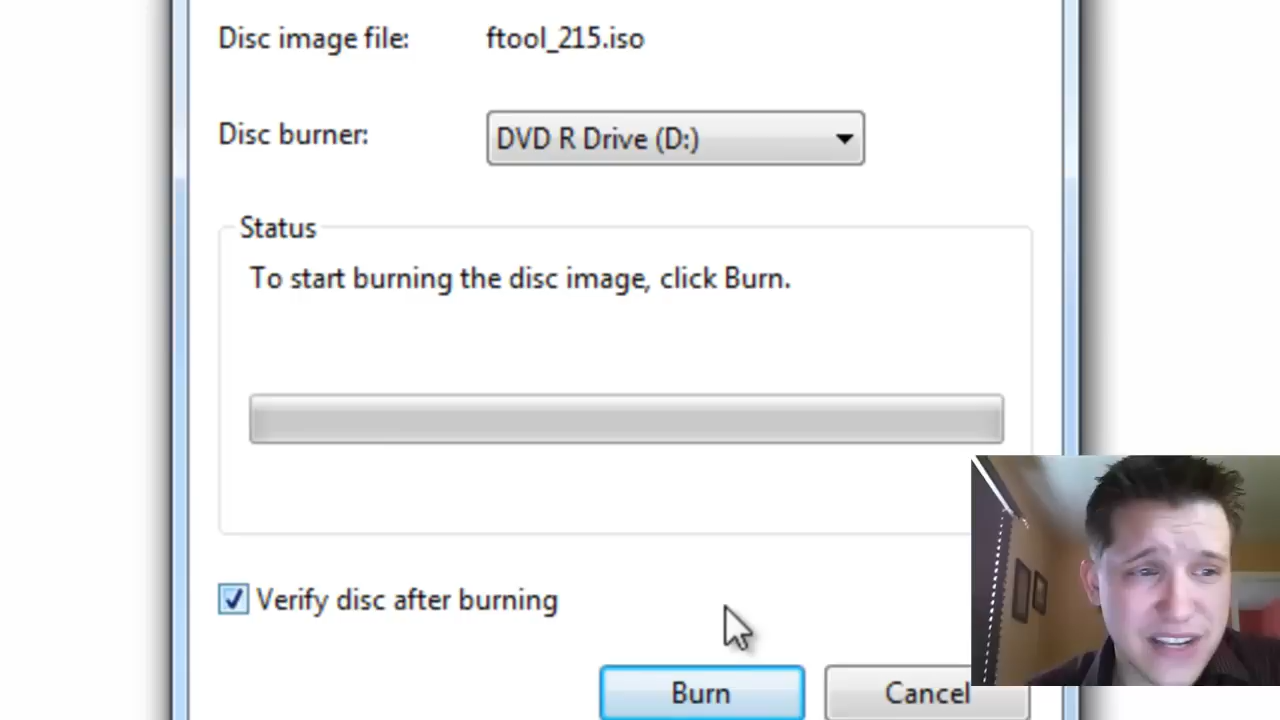 Disc image file: ftool_215.iso
Disc burner: DVD R Drive (D:)
Status
To start burning the disc image, click Burn.
Verify disc after burning
Burn Cancel